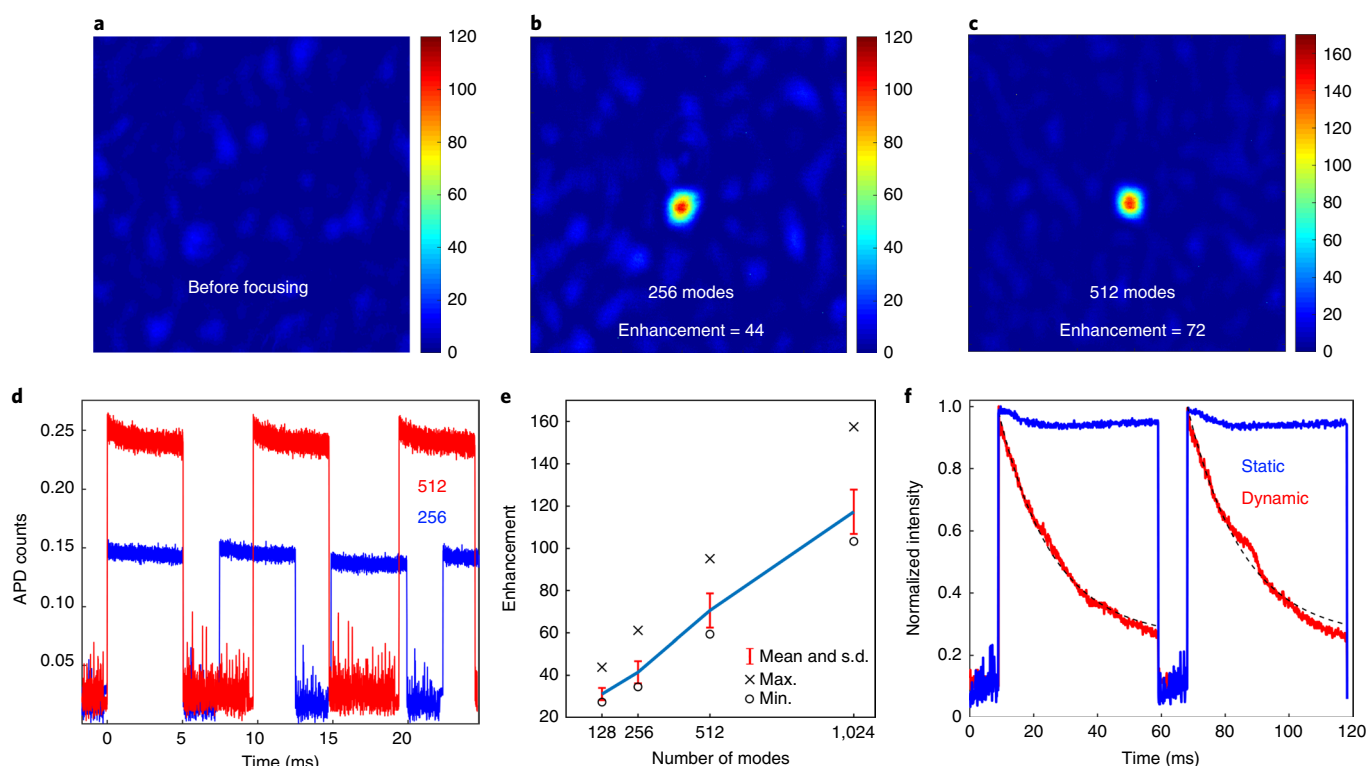 a
120
100
80
60
40
20
0
Before focusing
b
120
100
80
60
40
20
0
256 modes
Enhancement = 44
c
160
140
120
100
80
60
40
20
0
512 modes
Enhancement = 72
d
APD counts
0.25
0.20
0.15
0.10
0.05
512
256
0 5 10 15 20
Time (ms)
e
Enhancement
160
140
120
100
80
60
40
20
Mean and s.d.
Max.
Min.
128 256 512 1,024
Number of modes
f
Normalized intensity
1.0
0.8
0.6
0.4
0.2
0
Static
Dynamic
0 20 40 60 80 100 120
Time (ms)